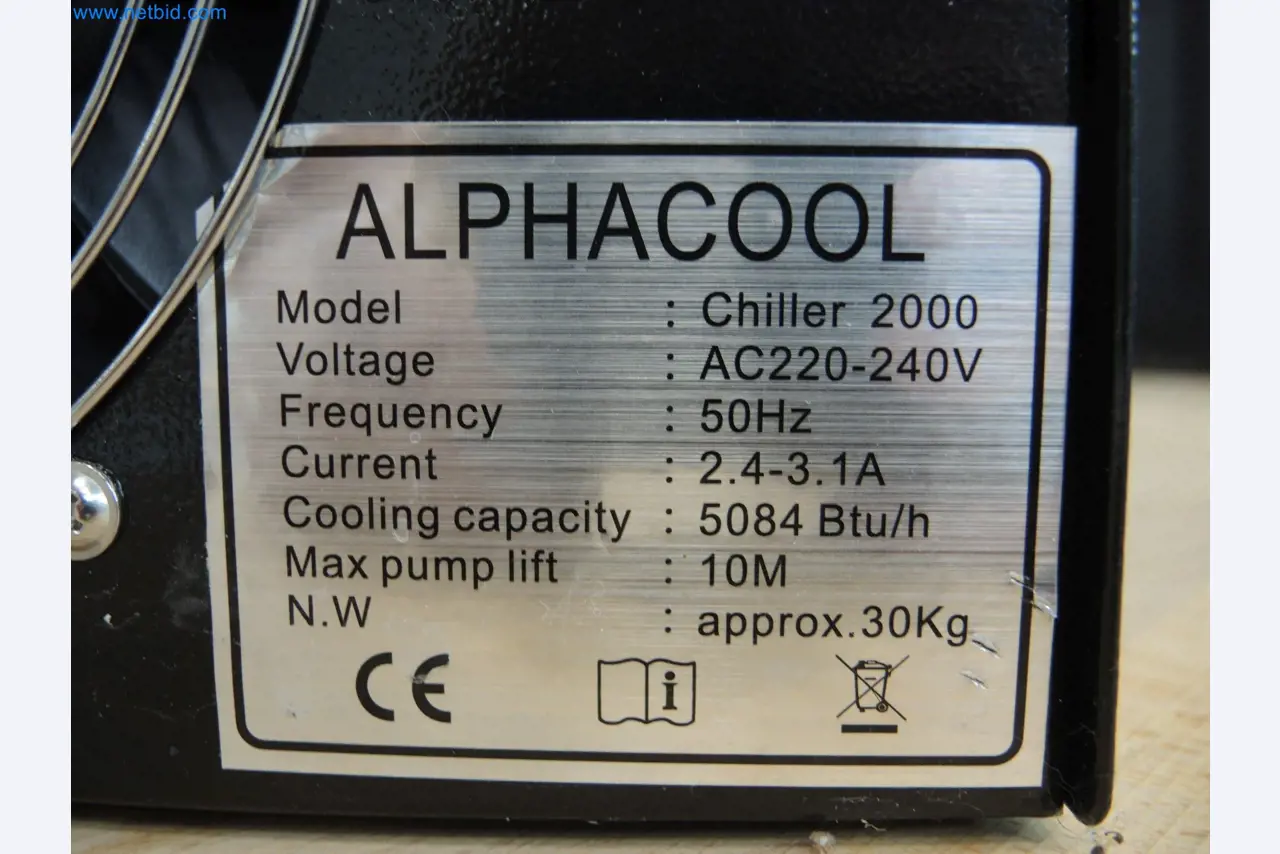 www.netbid.com
ALPHACOOL
Model : Chiller 2000
Voltage : AC220-240V
Frequency : 50Hz
Current : 2.4-3.1A
Cooling capacity : 5084 Btu/h
Max pump lift : 10M
N.W : approx.30Kg
CE
i